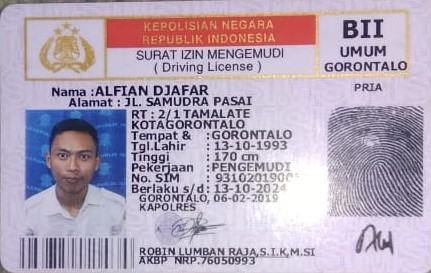 KEPOLISIAN NEGARA
REPUBLIK INDONESIA
SURAT IZIN MENGEMUDI
( Driving License )
BII
UMUM
GORONTALO
PRIA
Nama : ALFIAN DJAFAR
Alamat : JL. SAMUDRA PASAI
RT : 2/1 TAMALATE
KOTAGORONTALO
Tempat & : GORONTALO
Tgl.Lahir : 13-10-1993
Tinggi : 170 cm
Pekerjaan : PENGEMUDI
No. SIM : 9310201900
Berlaku s/d : 13-10-2024
GORONTALO, 06-02-2019
KAPOLRES
ROBIN LUMBAN RAJA,S.I.K,M.SI
AKBP NRP.76050993